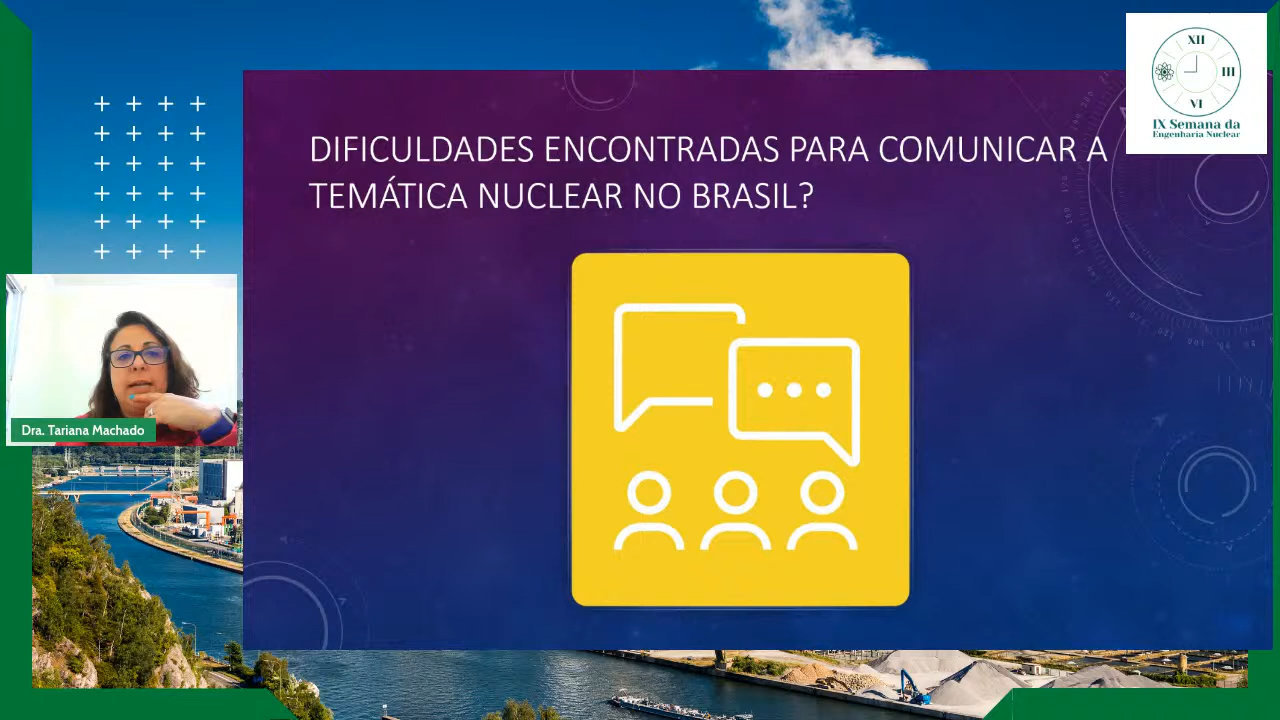 DIFICULDADES ENCONTRADAS PARA COMUNICAR A
TEMÁTICA NUCLEAR NO BRASIL?
XII
III
VI
IX Semana da
Engenharia Nuclear
Dra. Tariana Machado